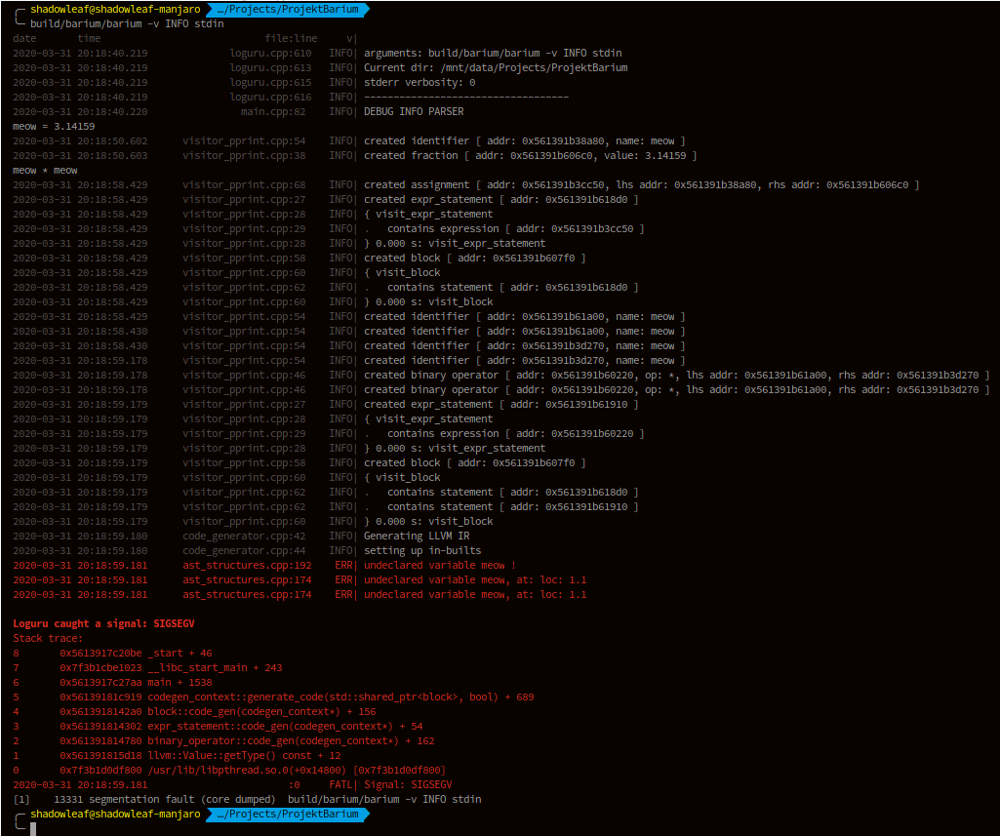 shadowleaf@shadowleaf-manjaro …/Projects/ProjektBarium
build/barium/barium -v INFO stdin
date       time                         file:line     v|
2020-03-31 20:18:40.219              loguru.cpp:610   INFO| arguments: build/barium/barium -v INFO stdin
2020-03-31 20:18:40.219              loguru.cpp:613   INFO| Current dir: /mnt/data/Projects/ProjektBarium
2020-03-31 20:18:40.219              loguru.cpp:615   INFO| stderr verbosity: 0
2020-03-31 20:18:40.219              loguru.cpp:616   INFO| -----------------------------------
2020-03-31 20:18:40.220                main.cpp:82    INFO| DEBUG INFO PARSER
meow = 3.14159
2020-03-31 20:18:50.602      visitor_pprint.cpp:54    INFO| created identifier [ addr: 0x561391b38a80, name: meow ]
2020-03-31 20:18:50.603      visitor_pprint.cpp:38    INFO| created fraction [ addr: 0x561391b606c0, value: 3.14159 ]
meow * meow
2020-03-31 20:18:58.429      visitor_pprint.cpp:68    INFO| created assignment [ addr: 0x561391b3cc50, lhs addr: 0x561391b38a80, rhs addr: 0x561391b606c0 ]
2020-03-31 20:18:58.429      visitor_pprint.cpp:27    INFO| created expr_statement [ addr: 0x561391b618d0 ]
2020-03-31 20:18:58.429      visitor_pprint.cpp:28    INFO| { visit_expr_statement
2020-03-31 20:18:58.429      visitor_pprint.cpp:29    INFO| .   contains expression [ addr: 0x561391b3cc50 ]
2020-03-31 20:18:58.429      visitor_pprint.cpp:28    INFO| } 0.000 s: visit_expr_statement
2020-03-31 20:18:58.429      visitor_pprint.cpp:58    INFO| created block [ addr: 0x561391b607f0 ]
2020-03-31 20:18:58.429      visitor_pprint.cpp:60    INFO| { visit_block
2020-03-31 20:18:58.429      visitor_pprint.cpp:62    INFO| .   contains statement [ addr: 0x561391b618d0 ]
2020-03-31 20:18:58.429      visitor_pprint.cpp:60    INFO| } 0.000 s: visit_block
2020-03-31 20:18:58.429      visitor_pprint.cpp:54    INFO| created identifier [ addr: 0x561391b61a00, name: meow ]
2020-03-31 20:18:58.430      visitor_pprint.cpp:54    INFO| created identifier [ addr: 0x561391b61a00, name: meow ]
2020-03-31 20:18:58.430      visitor_pprint.cpp:54    INFO| created identifier [ addr: 0x561391b3d270, name: meow ]
2020-03-31 20:18:59.178      visitor_pprint.cpp:54    INFO| created identifier [ addr: 0x561391b3d270, name: meow ]
2020-03-31 20:18:59.178      visitor_pprint.cpp:46    INFO| created binary operator [ addr: 0x561391b60220, op: *, lhs addr: 0x561391b61a00, rhs addr: 0x561391b3d270 ]
2020-03-31 20:18:59.178      visitor_pprint.cpp:46    INFO| created binary operator [ addr: 0x561391b60220, op: *, lhs addr: 0x561391b61a00, rhs addr: 0x561391b3d270 ]
2020-03-31 20:18:59.178      visitor_pprint.cpp:27    INFO| created expr_statement [ addr: 0x561391b61910 ]
2020-03-31 20:18:59.179      visitor_pprint.cpp:28    INFO| { visit_expr_statement
2020-03-31 20:18:59.179      visitor_pprint.cpp:29    INFO| .   contains expression [ addr: 0x561391b60220 ]
2020-03-31 20:18:59.179      visitor_pprint.cpp:28    INFO| } 0.000 s: visit_expr_statement
2020-03-31 20:18:59.179      visitor_pprint.cpp:58    INFO| created block [ addr: 0x561391b607f0 ]
2020-03-31 20:18:59.179      visitor_pprint.cpp:60    INFO| { visit_block
2020-03-31 20:18:59.179      visitor_pprint.cpp:62    INFO| .   contains statement [ addr: 0x561391b618d0 ]
2020-03-31 20:18:59.179      visitor_pprint.cpp:62    INFO| .   contains statement [ addr: 0x561391b61910 ]
2020-03-31 20:18:59.179      visitor_pprint.cpp:60    INFO| } 0.000 s: visit_block
2020-03-31 20:18:59.180      code_generator.cpp:42    INFO| Generating LLVM IR
2020-03-31 20:18:59.180      code_generator.cpp:44    INFO| setting up in-builts
2020-03-31 20:18:59.181      ast_structures.cpp:192    ERR| undeclared variable meow !
2020-03-31 20:18:59.181      ast_structures.cpp:174    ERR| undeclared variable meow, at: loc: 1.1
2020-03-31 20:18:59.181      ast_structures.cpp:174    ERR| undeclared variable meow, at: loc: 1.1
Loguru caught a signal: SIGSEGV
Stack trace:
8       0x5613917c20be _start + 46
7       0x7f3b1cbe1023 __libc_start_main + 243
6       0x5613917c27aa main + 1538
5       0x56139181c919 codegen_context::generate_code(std::shared_ptr<block>, bool) + 689
4       0x5613918142a0 block::code_gen(codegen_context*) + 156
3       0x561391814302 expr_statement::code_gen(codegen_context*) + 54
2       0x561391814780 binary_operator::code_gen(codegen_context*) + 162
1       0x561391815d18 llvm::Value::getType() const + 12
0       0x7f3b1d0df800 /usr/lib/libpthread.so.0(+0x14800) [0x7f3b1d0df800]
2020-03-31 20:18:59.181                        :0     FATL| Signal: SIGSEGV
[1]    13331 segmentation fault (core dumped)  build/barium/barium -v INFO stdin
shadowleaf@shadowleaf-manjaro …/Projects/ProjektBarium